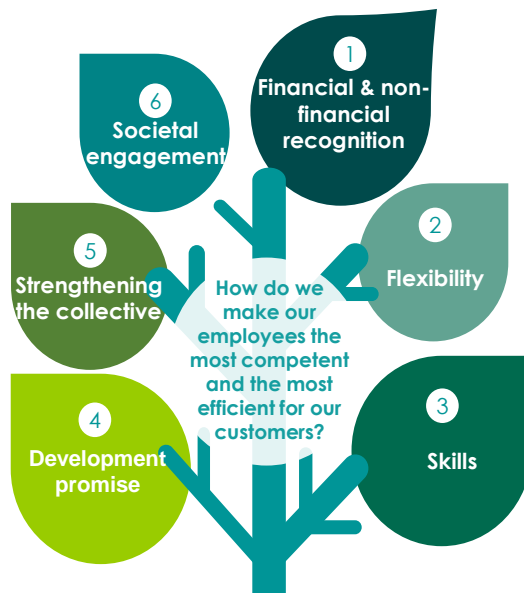 1
Financial & non-
financial
recognition
2
Flexibility
3
Skills
4
Development
promise
5
Strengthening
the collective
6
Societal
engagement
How do we
make our
employees the
most competent
and the most
efficient for our
customers?